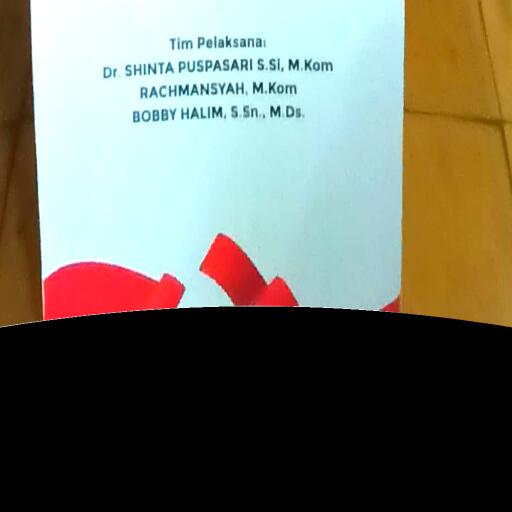 Tim Pelaksana:
Dr. SHINTA PUSPASARI S.Si, M.Kom
RACHMANSYAH, M.Kom
BOBBY HALIM, S.Sn., M.Ds.